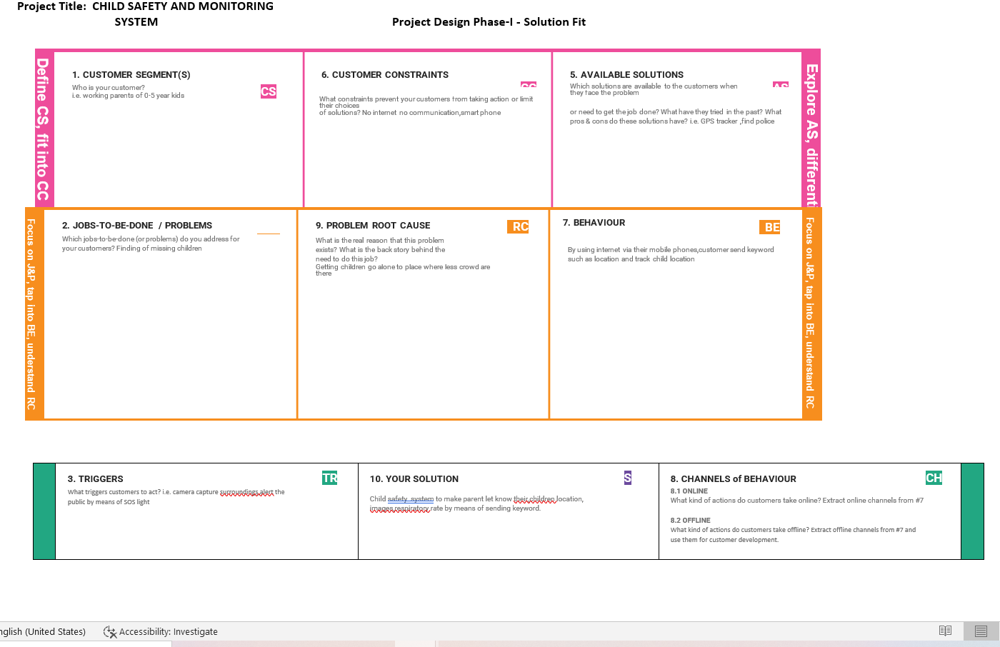 Project Title: CHILD SAFETY AND MONITORING
SYSTEM
Project Design Phase-I - Solution Fit
Define CS, fit into CC
1. CUSTOMER SEGMENT(S)
CS
Who is your customer?
i.e. working parents of 0-5 year kids
6. CUSTOMER CONSTRAINTS
CC
What constraints prevent your customers from taking action or limit
their choices
of solutions? No internet no communication,smart phone
5. AVAILABLE SOLUTIONS
AS
Which solutions are available to the customers when
they face the problem
or need to get the job done? What have they tried in the past? What
pros & cons do these solutions have? i.e. GPS tracker ,find police
Explore AS, different
Focus on J&P, tap into BE, understand RC
2. JOBS-TO-BE-DONE / PROBLEMS
Which jobs-to-be-done (or problems) do you address for
your customers? Finding of missing children
9. PROBLEM ROOT CAUSE
RC
What is the real reason that this problem
exists? What is the back story behind the
need to do this job?
Getting children go alone to place where less crowd are
there
7. BEHAVIOUR
BE
By using internet via their mobile phones,customer send keyword
such as location and track child location
Focus on J&P, tap into BE, understand RC
3. TRIGGERS
TR
What triggers customers to act? i.e. camera capture surroundings,alert the
public by means of SOS light
10. YOUR SOLUTION
S
Child safety system to make parent let know their children location,
images,respiratory rate by means of sending keyword.
8. CHANNELS of BEHAVIOUR
CH
8.1 ONLINE
What kind of actions do customers take online? Extract online channels from #7
8.2 OFFLINE
What kind of actions do customers take offline? Extract offline channels from #7 and
use them for customer development.
nglish (United States)
Accessibility: Investigate